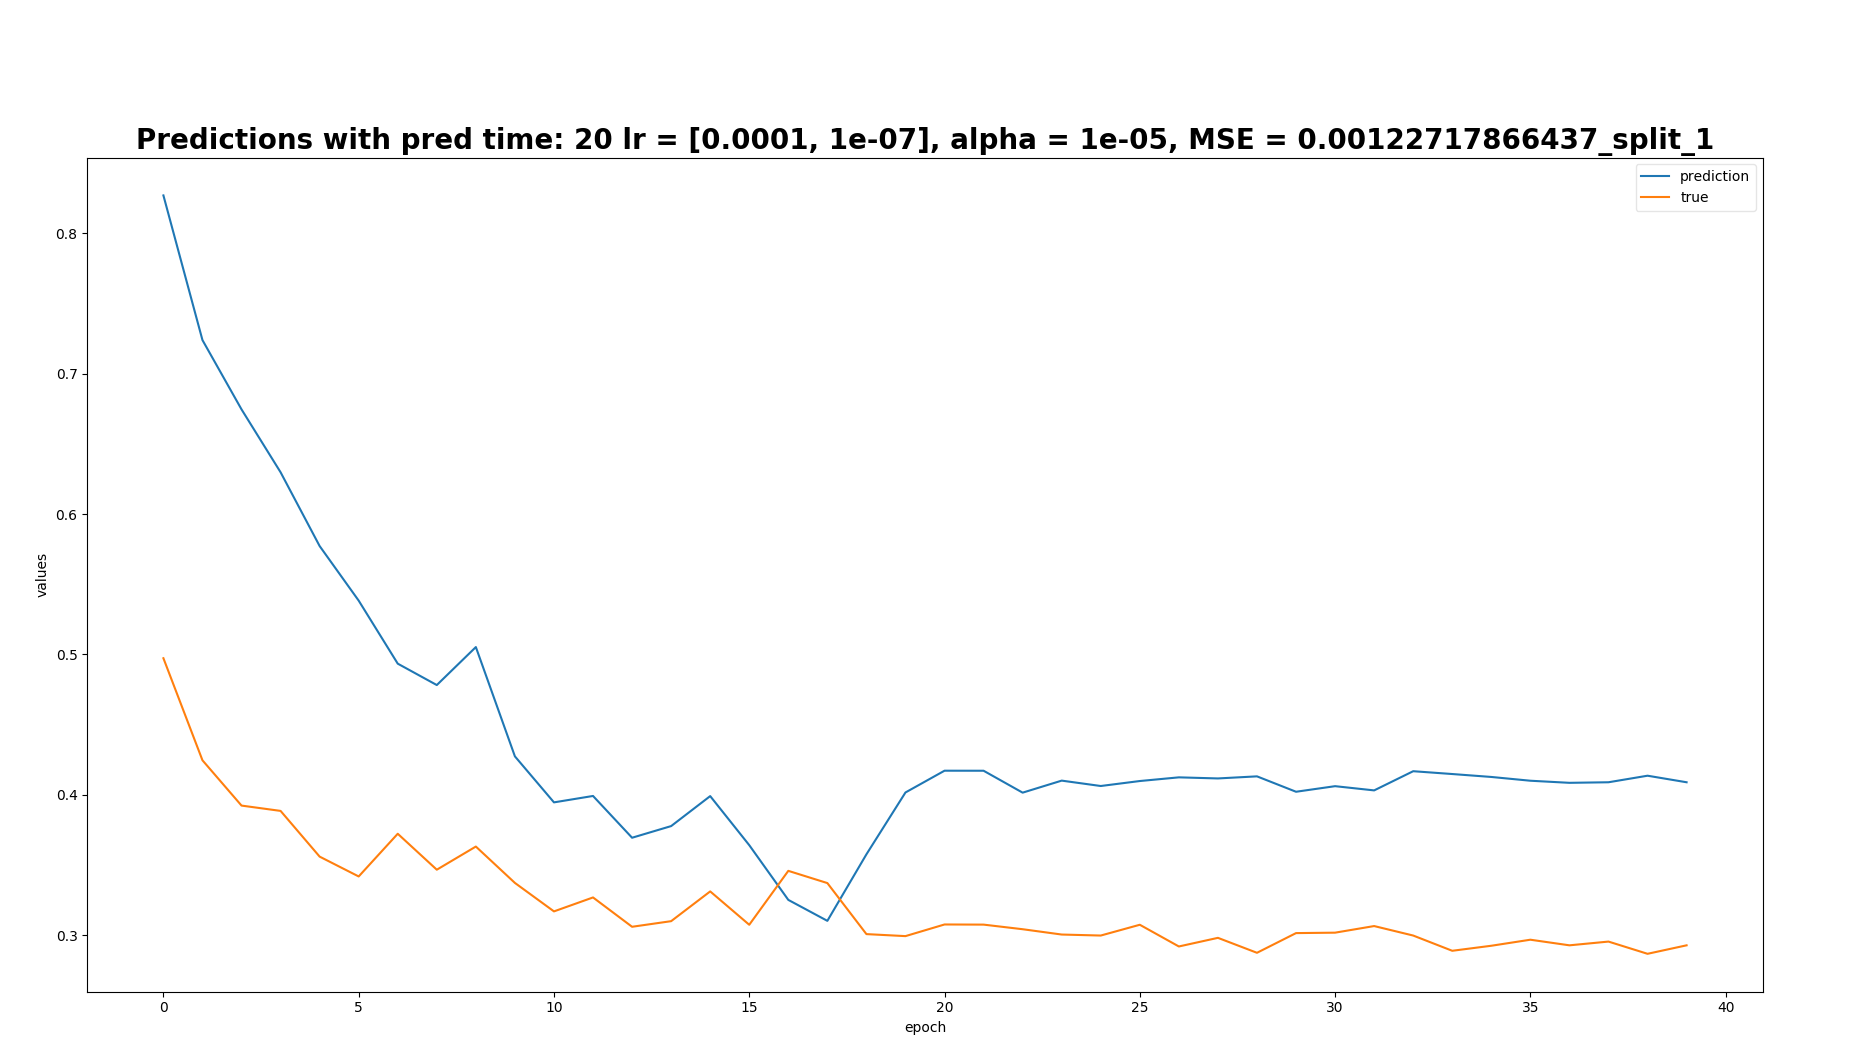 Predictions with pred time: 20 lr = [0.0001, 1e-07], alpha = 1e-05, MSE = 0.00122717866437_split_1
prediction
true
0.8
0.7
0.6
0.5
0.4
0.3
values
0 5 10 15 20 25 30 35 40
epoch